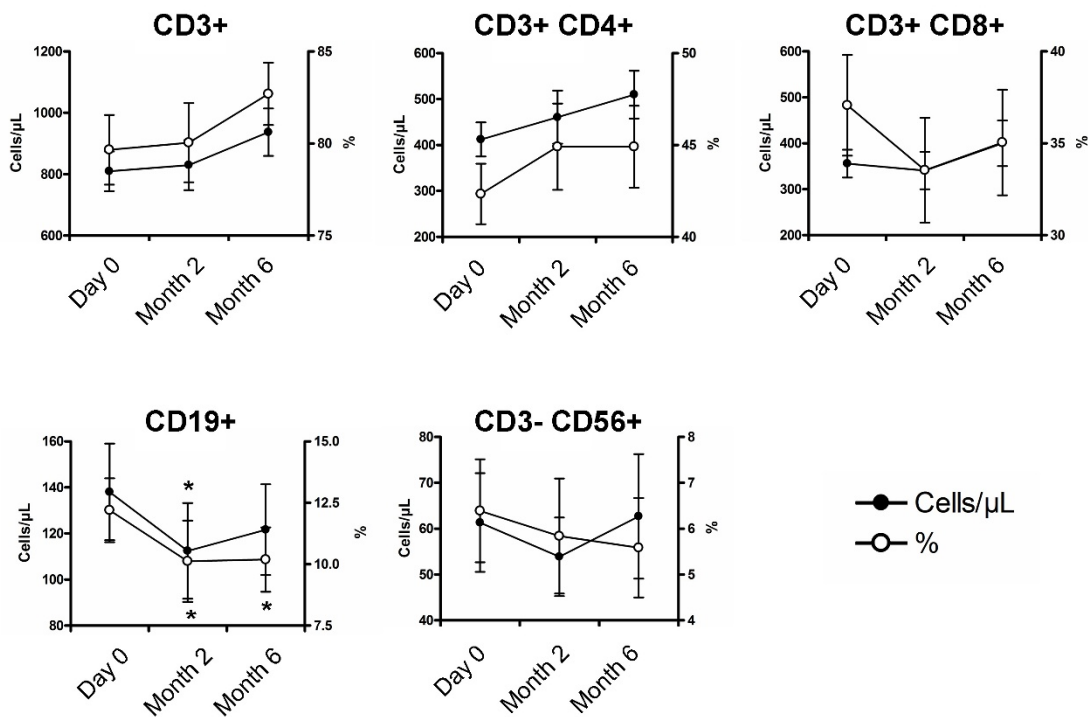 CD3+
1200
1000
800
600
Cells/µL
85
80
75
%
Day 0
Month 2
Month 6
CD3+ CD4+
600
500
400
300
200
Cells/µL
50
45
40
%
Day 0
Month 2
Month 6
CD3+ CD8+
600
500
400
300
200
Cells/µL
40
35
30
%
Day 0
Month 2
Month 6
CD19+
160
140
120
100
80
Cells/µL
15.0
12.5
10.0
7.5
%
*
*
*
Day 0
Month 2
Month 6
CD3- CD56+
80
70
60
50
40
Cells/µL
8
7
6
5
4
%
Day 0
Month 2
Month 6
Cells/µL
%